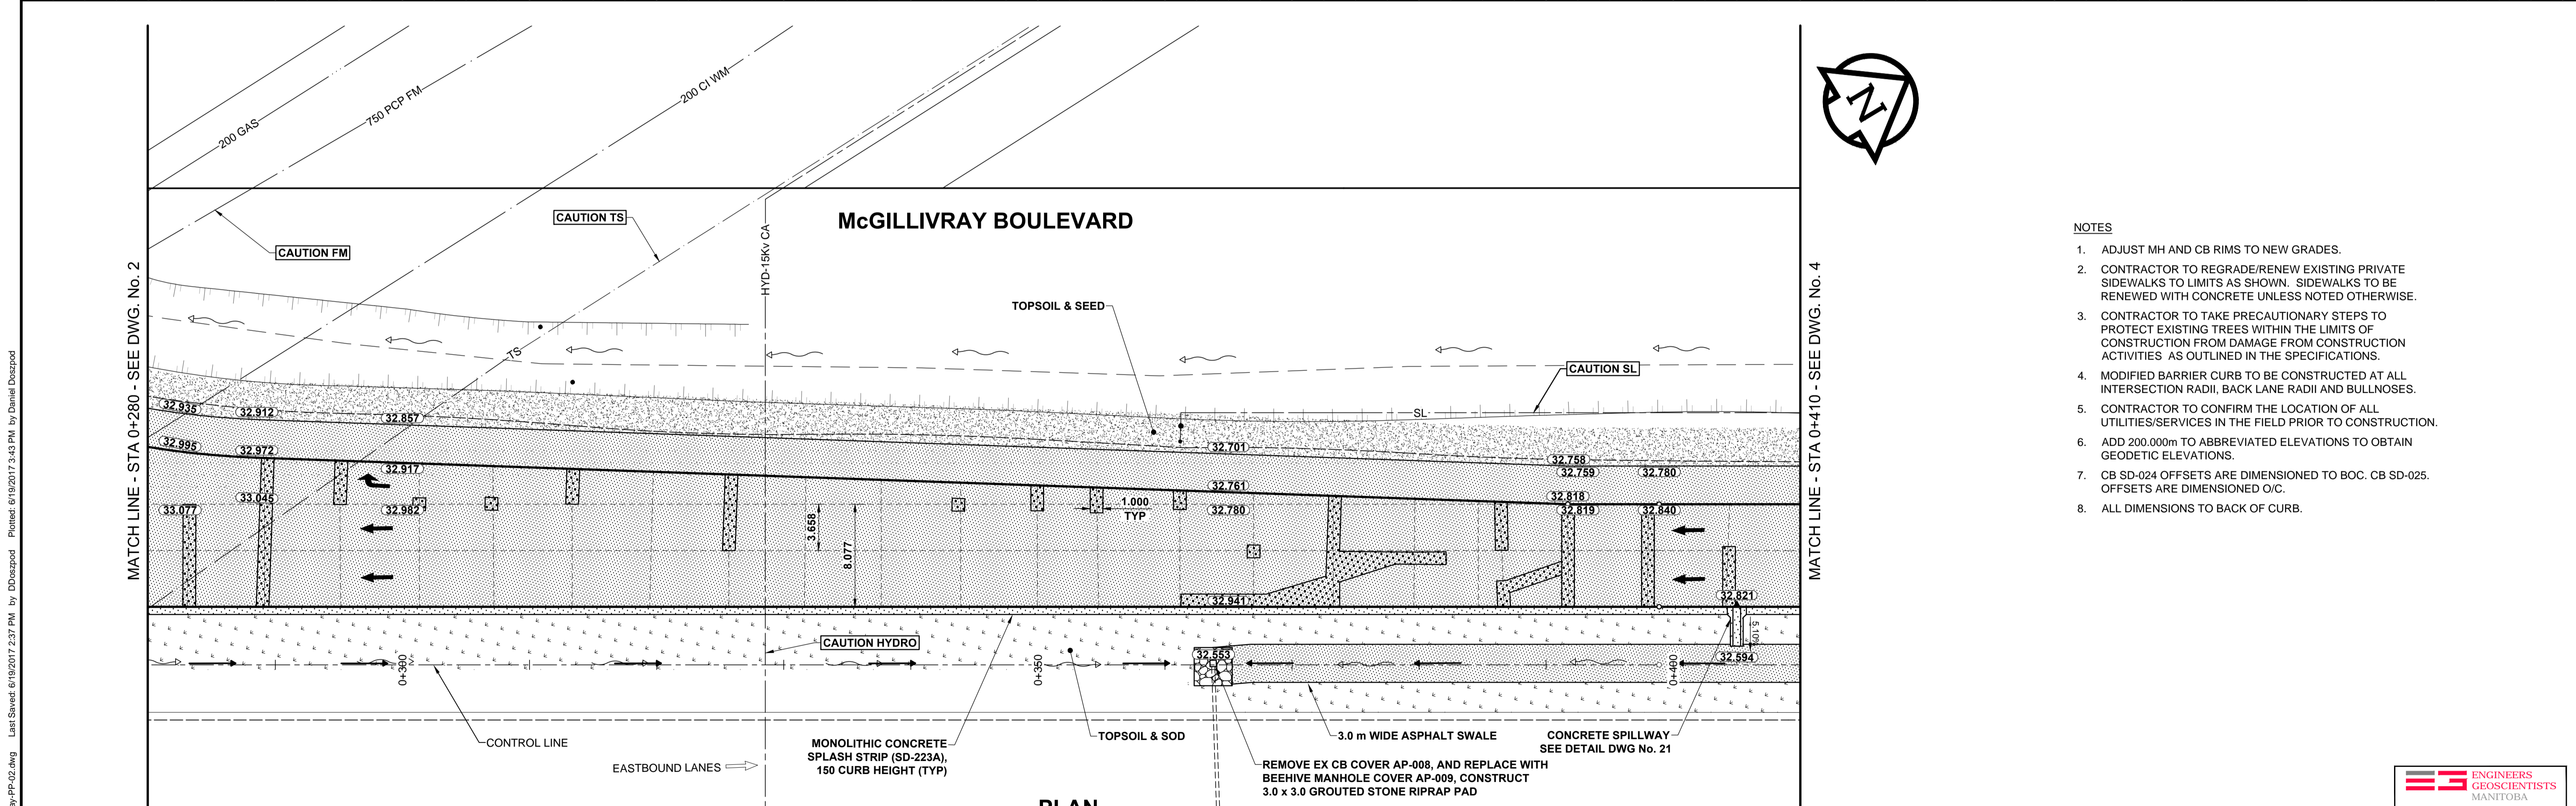 200 GAS
750 PCP FM
200 CI WM
HYD-15Kv CA
CAUTION FM
CAUTION TS
McGILLIVRAY BOULEVARD
TOPSOIL & SEED
TS
CAUTION SL
SL
MATCH LINE - STA 0+280 - SEE DWG. No. 2
MATCH LINE - STA 0+410 - SEE DWG. No. 4
N
32.935
32.912
32.857
32.995
32.972
32.917
33.045
33.077
32.982
32.701
32.761
32.780
1.000
TYP
3.658
8.077
32.758
32.759
32.780
32.818
32.819
32.840
32.941
32.821
5.10%
32.594
32.553
CAUTION HYDRO
0+300
0+350
0+400
CONTROL LINE
EASTBOUND LANES
MONOLITHIC CONCRETE
SPLASH STRIP (SD-223A),
150 CURB HEIGHT (TYP)
TOPSOIL & SOD
3.0 m WIDE ASPHALT SWALE
CONCRETE SPILLWAY
SEE DETAIL DWG No. 21
REMOVE EX CB COVER AP-008, AND REPLACE WITH
BEEHIVE MANHOLE COVER AP-009, CONSTRUCT
3.0 x 3.0 GROUTED STONE RIPRAP PAD
PLAN
NOTES
1. ADJUST MH AND CB RIMS TO NEW GRADES.
2. CONTRACTOR TO REGRADE/RENEW EXISTING PRIVATE
SIDEWALKS TO LIMITS AS SHOWN. SIDEWALKS TO BE
RENEWED WITH CONCRETE UNLESS NOTED OTHERWISE.
3. CONTRACTOR TO TAKE PRECAUTIONARY STEPS TO
PROTECT EXISTING TREES WITHIN THE LIMITS OF
CONSTRUCTION FROM DAMAGE FROM CONSTRUCTION
ACTIVITIES AS OUTLINED IN THE SPECIFICATIONS.
4. MODIFIED BARRIER CURB TO BE CONSTRUCTED AT ALL
INTERSECTION RADII, BACK LANE RADII AND BULLNOSES.
5. CONTRACTOR TO CONFIRM THE LOCATION OF ALL
UTILITIES/SERVICES IN THE FIELD PRIOR TO CONSTRUCTION.
6. ADD 200.000m TO ABBREVIATED ELEVATIONS TO OBTAIN
GEODETIC ELEVATIONS.
7. CB SD-024 OFFSETS ARE DIMENSIONED TO BOC. CB SD-025.
OFFSETS ARE DIMENSIONED O/C.
8. ALL DIMENSIONS TO BACK OF CURB.
ENGINEERS
GEOSCIENTISTS
MANITOBA
ey-PP-02.dwg Last Saved: 6/19/2017 2:37 PM by DDoszpod Plotted: 6/19/2017 3:43 PM by Daniel Doszpod